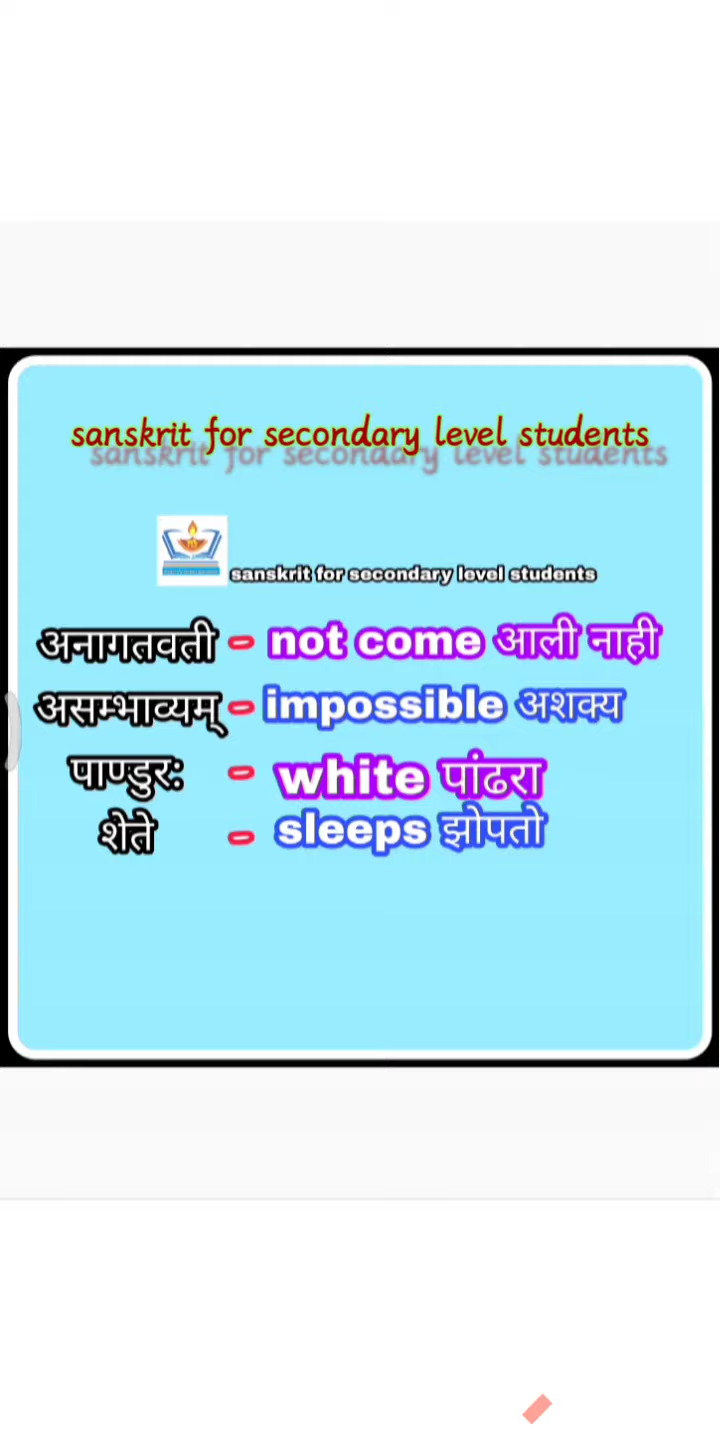 sanskrit for secondary level students
sanskrit for secondary level students
अनागतवती - not come आली नाही
असम्भाव्यम् - impossible अशक्य
पाण्डुरः - white पांढरा
शेते - sleeps झोपतो